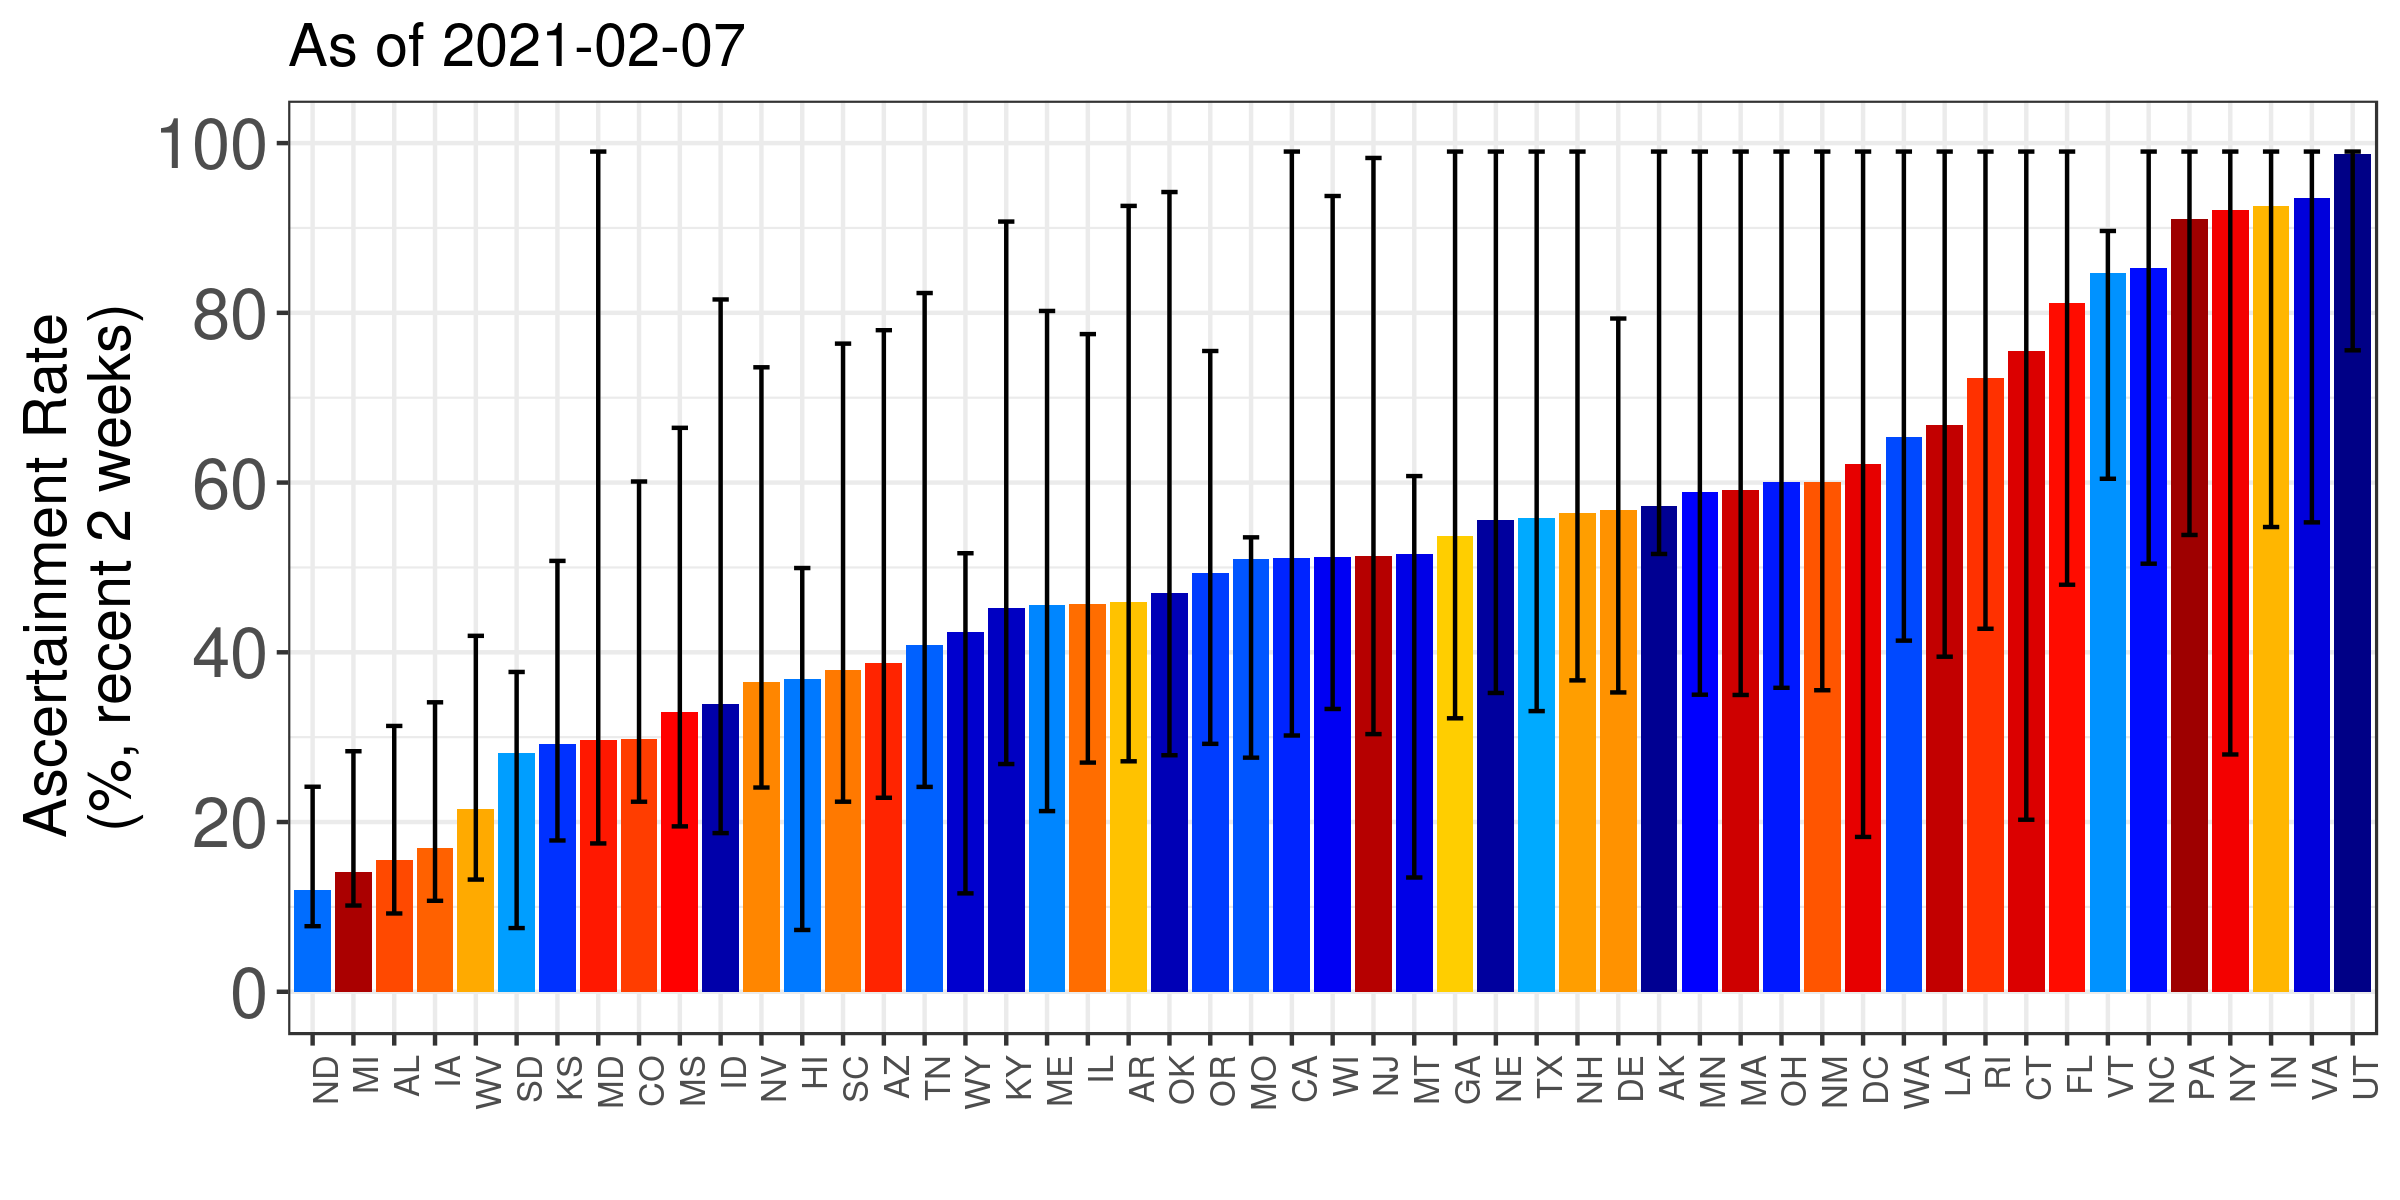 As of 2021-02-07
Ascertainment Rate
(%, recent 2 weeks)
100
80
60
40
20
0
ND MI AL IA WV SD KS MD CO MS ID NV HI SC AZ TN WY KY ME IL AR OK OR MO CA WI NJ MT GA NE TX NH DE AK MN MA OH NM DC WA LA RI CT FL VT NC PA NY IN VA UT